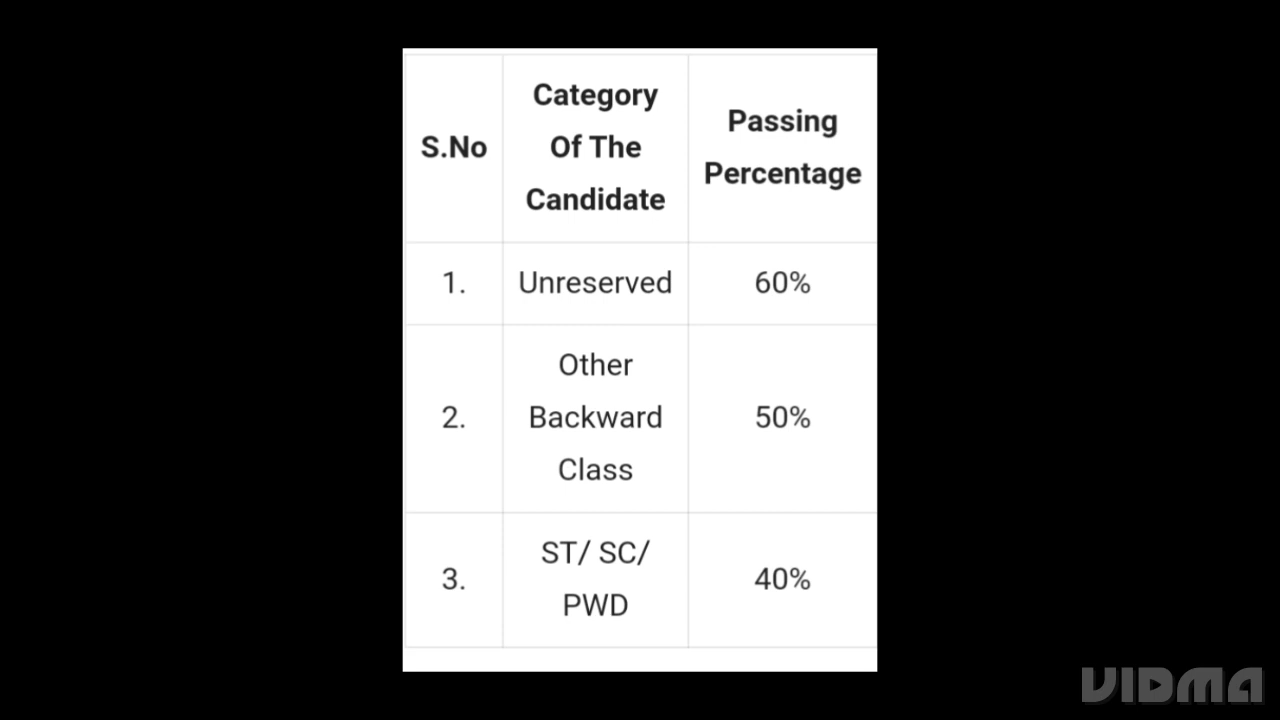 S.No
Category
Of The
Candidate
Passing
Percentage
1.
Unreserved
60%
2.
Other
Backward
Class
50%
3.
ST/ SC/
PWD
40%
VIDMA